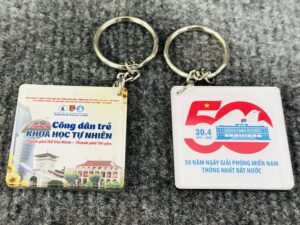 Công dân trẻ
KHOA HỌC TỰ NHIÊN
Thành phố Hồ Chí Minh - Thành phố Tôi yêu
50
30.4
50 NĂM NGÀY GIẢI PHÓNG MIỀN NAM
THỐNG NHẤT ĐẤT NƯỚC